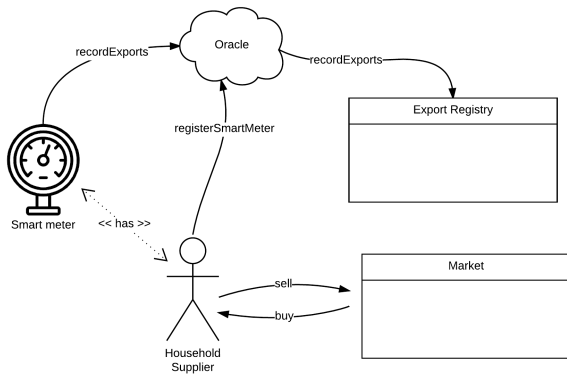 Oracle
recordExports
recordExports
Export Registry
registerSmartMeter
Smart meter
<< has >>
Market
sell
buy
Household
Supplier